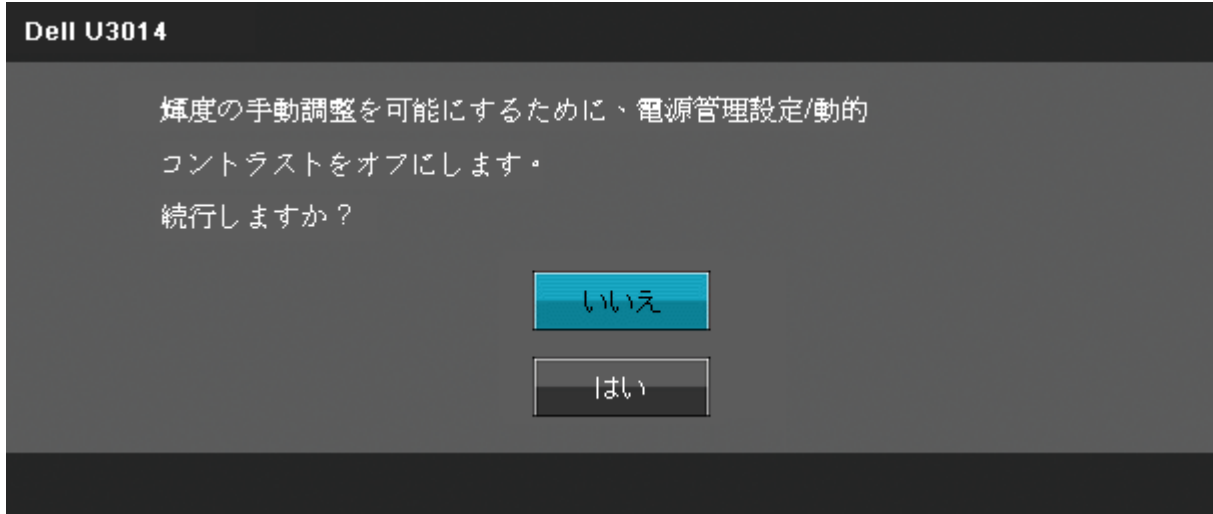 Dell U3014
輝度の手動調整を可能にするために、電源管理設定/動的
コントラストをオフにします。
続行しますか？
いいえ
はい